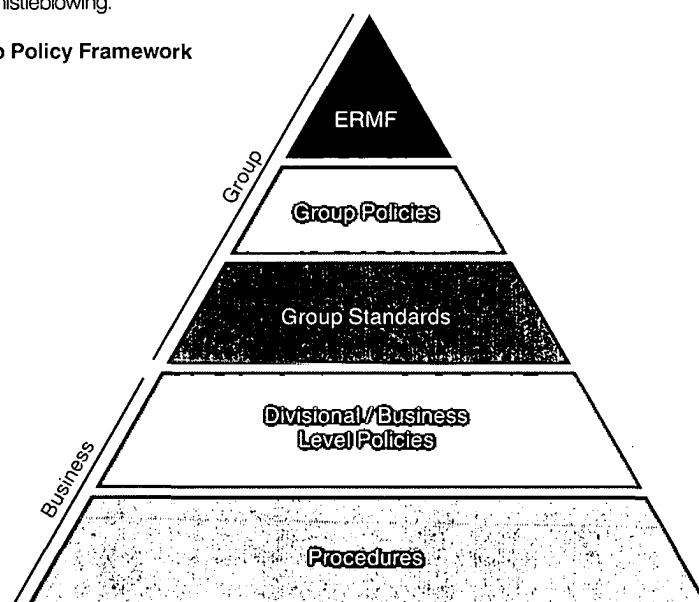 histleblowing.
p Policy Framework
ERMF
Group
Group Policies
Group Standards
Divisional / Business
Level Policies
Business
Procedures